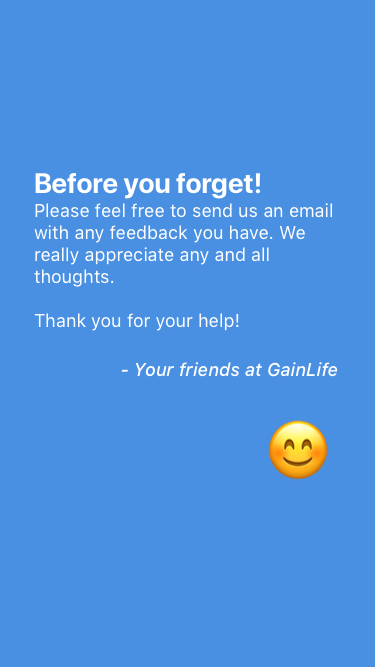 Before you forget!
Please feel free to send us an email
with any feedback you have. We
really appreciate any and all
thoughts.
Thank you for your help!
- Your friends at GainLife